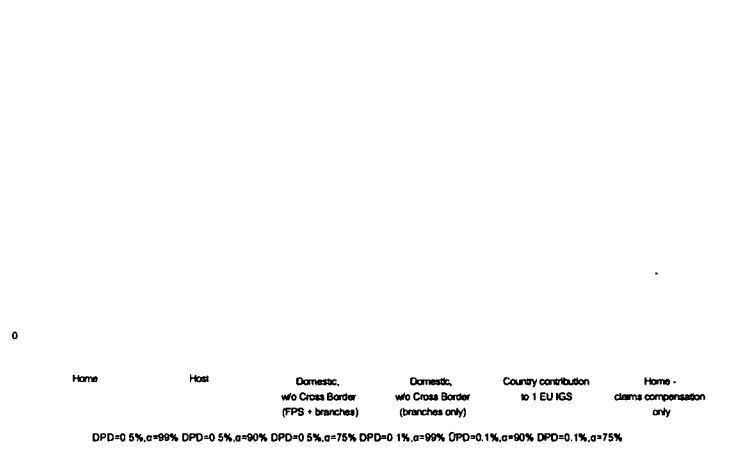 0
Home
Host
Domestic,
w/o Cross Border
(FPS + branches)
Domestic,
w/o Cross Border
(branches only)
Country contribution
to 1 EU IGS
Home -
claims compensation
only
DPD=0 5%,α=99% DPD=0 5%,α=90% DPD=0 5%,α=75% DPD=0 1%,α=99% DPD=0.1%,α=90% DPD=0.1%,α=75%